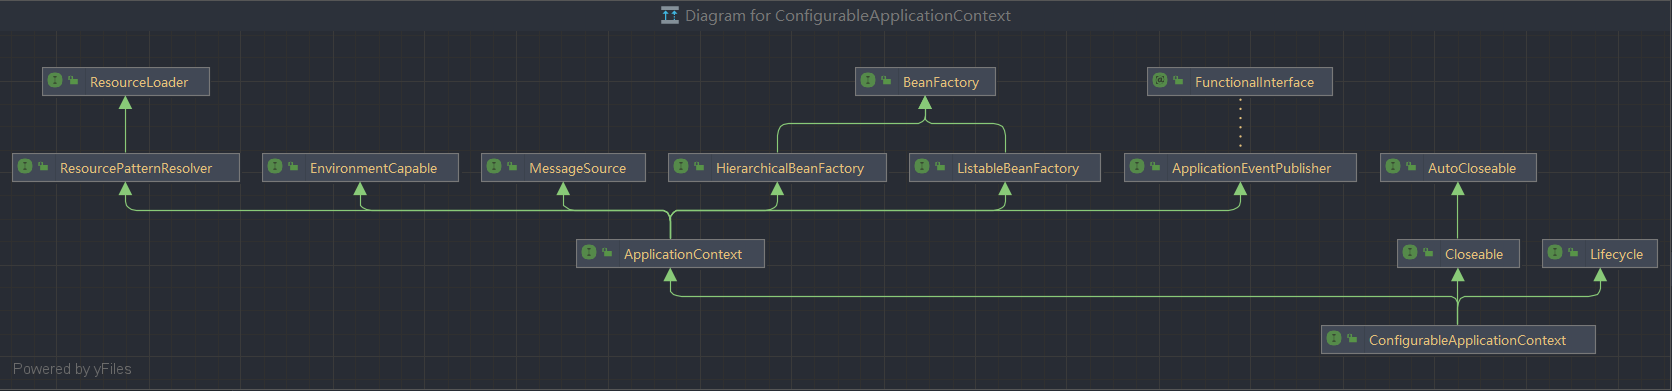 Diagram for ConfigurableApplicationContext
ResourceLoader
BeanFactory
FunctionalInterface
ResourcePatternResolver
EnvironmentCapable
MessageSource
HierarchicalBeanFactory
ListableBeanFactory
ApplicationEventPublisher
AutoCloseable
ApplicationContext
Closeable
Lifecycle
ConfigurableApplicationContext
Powered by yFiles